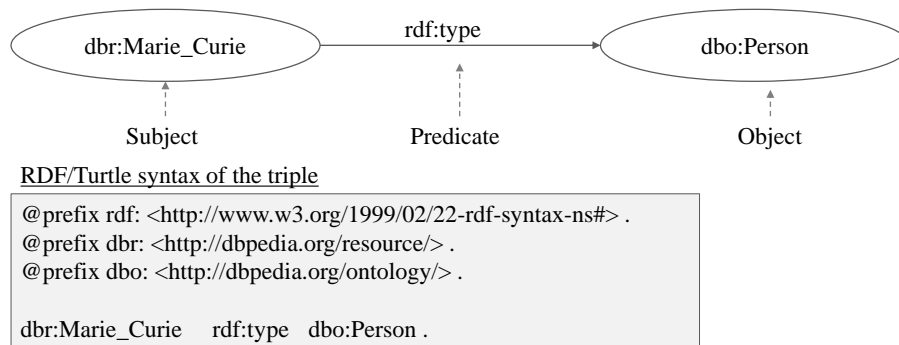 rdf:type
dbr:Marie_Curie dbo:Person
Subject Predicate Object
RDF/Turtle syntax of the triple
@prefix rdf: <http://www.w3.org/1999/02/22-rdf-syntax-ns#> .
@prefix dbr: <http://dbpedia.org/resource/> .
@prefix dbo: <http://dbpedia.org/ontology/> .
dbr:Marie_Curie rdf:type dbo:Person .